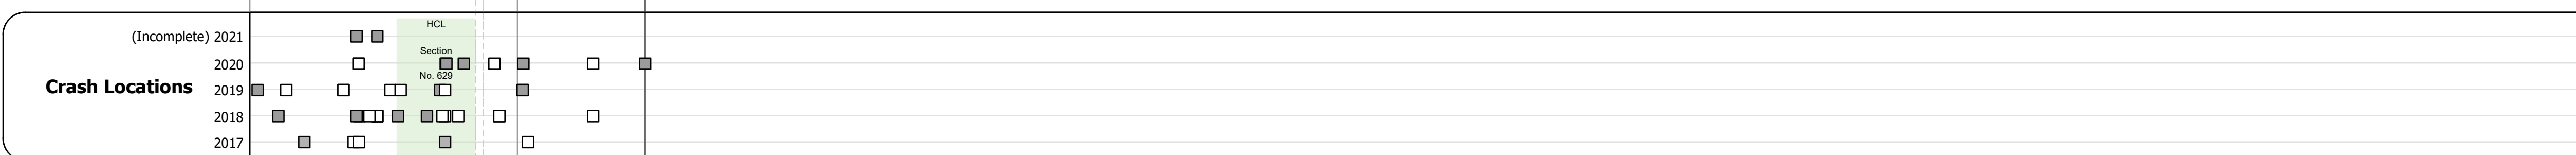 HCL
(Incomplete) 2021
Section
2020
No. 629
Crash Locations
2019
2018
2017